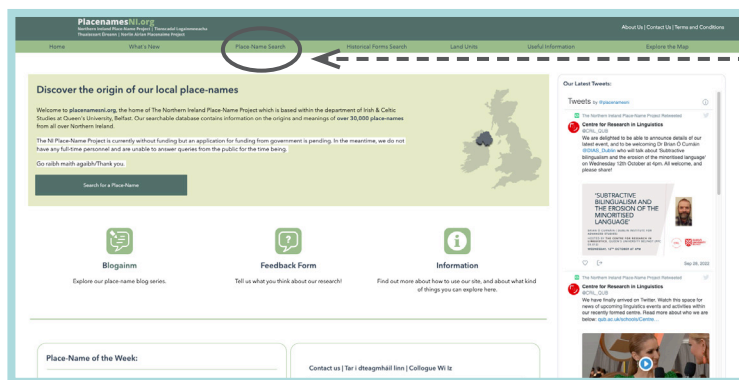 PlacenamesNI.org
Northern Ireland Place-Name Project | Tionscadal Logainmneacha
Thuaisceart Éireann | Norlin Airlan Placenames Projeck
About Us | Contact Us | Terms and Conditions
Home
What's New
Place-Name Search
Historical Forms Search
Land Units
Useful Information
Explore the Map
Discover the origin of our local place-names
Welcome to placenamesni.org, the home of The Northern Ireland Place-Name Project which is based within the department of Irish & Celtic
Studies at Queen's University, Belfast. Our searchable database contains information on the origins and meanings of over 30,000 place-names
from all over Northern Ireland.
The NI Place-Name Project is currently without funding but an application for funding from government is pending. In the meantime, we do not
have any full-time personnel and are unable to answer queries from the public for the time being.
Go raibh maith agaibh/Thank you.
Search for a Place-Name
Blogainm
Explore our place-name blog series.
Feedback Form
Tell us what you think about our research!
Information
Find out more about how to use our site, and about what kind
of things you can explore here.
Place-Name of the Week:
Contact us | Tar i dteagmháil linn | Collogue Wi Iz
Our Latest Tweets:
Tweets by @placenamesni
The Northern Ireland Place-Name Project Retweeted
Centre for Research in Linguistics
@CRL_QUB
We are delighted to be able to announce details of our
latest event, and to be welcoming Dr Brian Ó Curnáin
@DIAS_Dublin who will talk about 'Subtractive
bilingualism and the erosion of the minoritised language'
on Wednesday 12th October at 4pm. All welcome, and
please share!
'SUBTRACTIVE
BILINGUALISM AND
THE EROSION OF THE
MINORITISED
LANGUAGE'
Sep 28, 2022
The Northern Ireland Place-Name Project Retweeted
Centre for Research in Linguistics
@CRL_QUB
We have finally arrived on Twitter. Watch this space for
news of upcoming linguistics events and activities within
our recently formed centre. Read more about who we are
below: qub.ac.uk/schools/Centre…